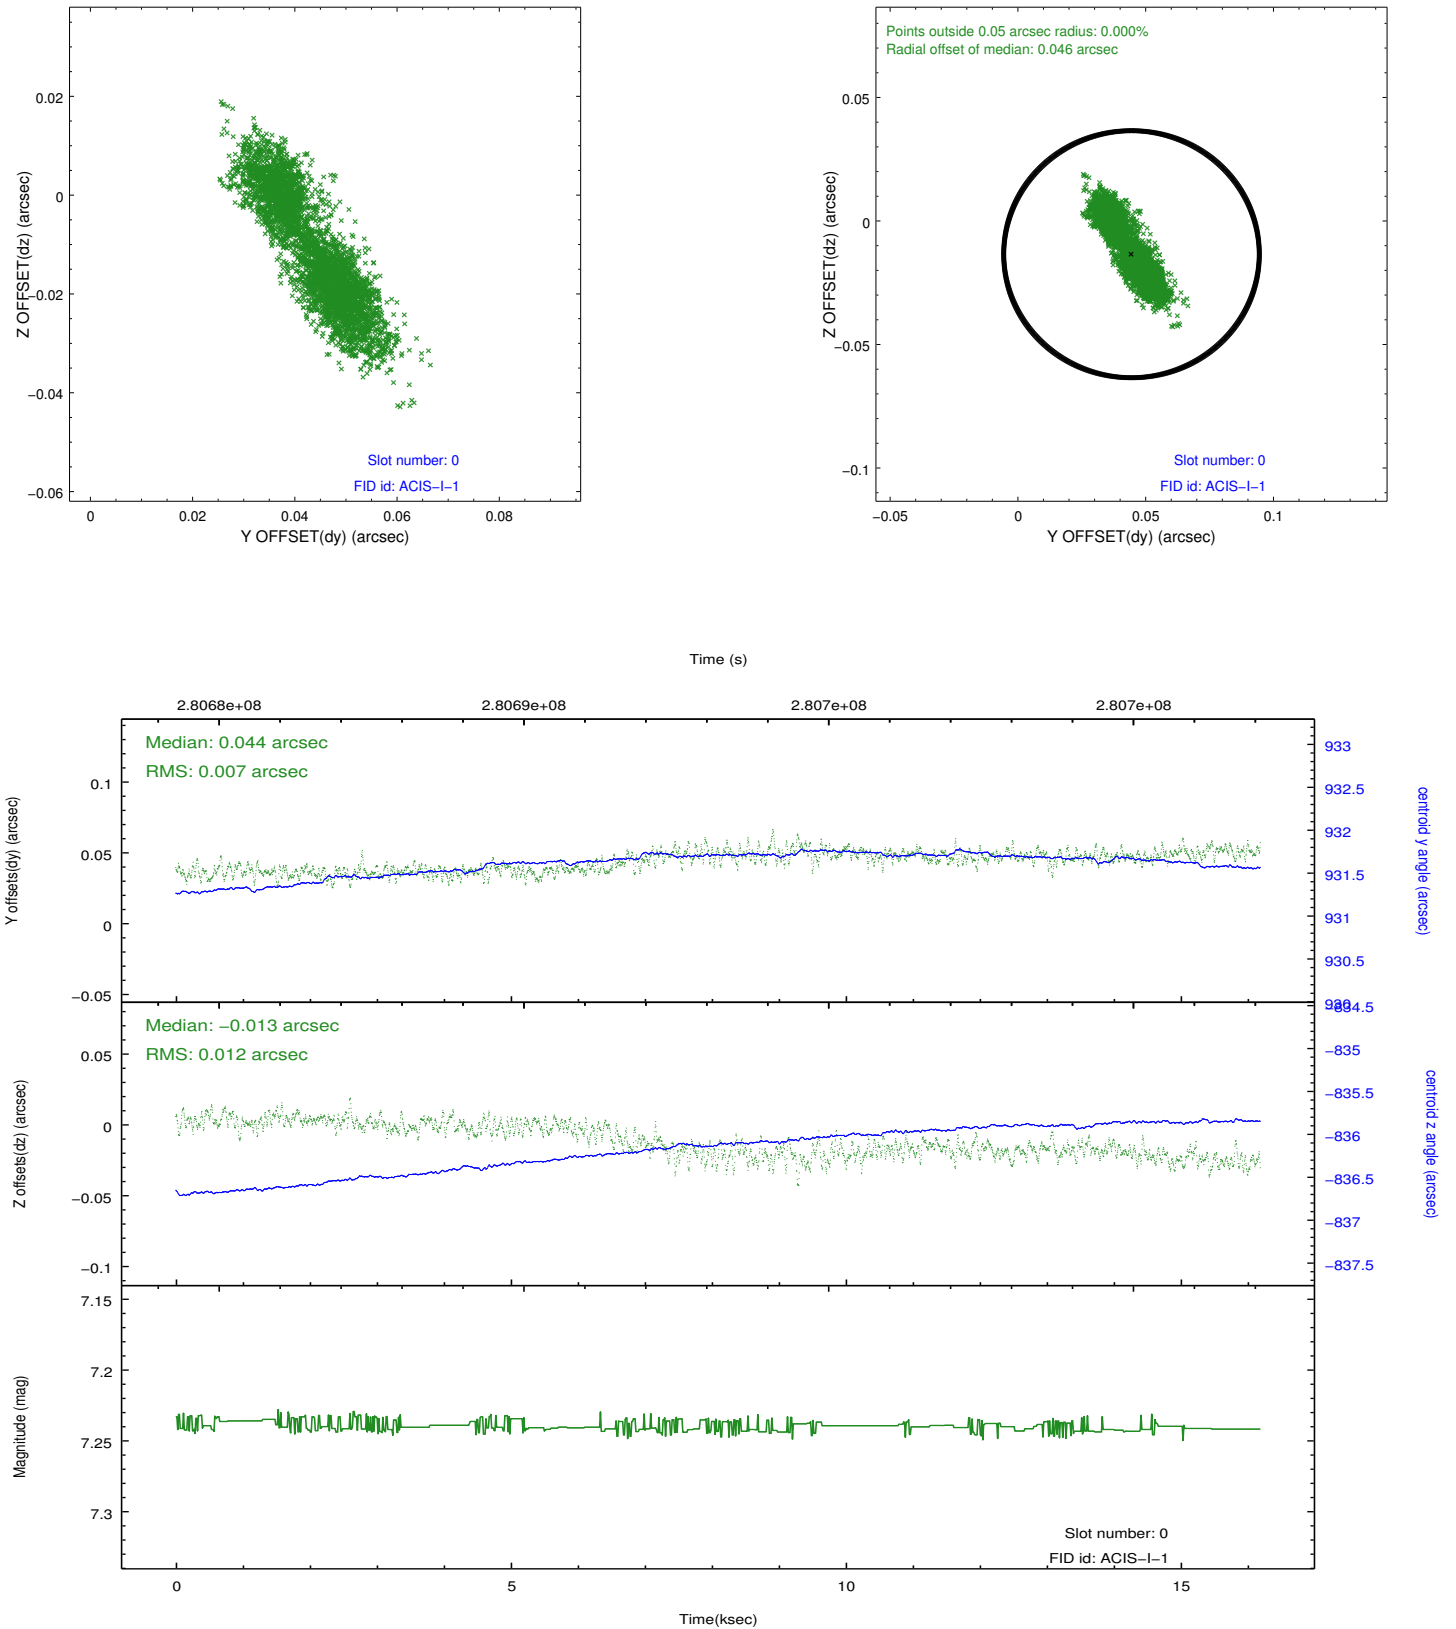 Points outside 0.05 arcsec radius: 0.000%
Radial offset of median: 0.046 arcsec
0.02
0
−0.02
−0.04
−0.06
Z OFFSET(dz) (arcsec)
0 0.02 0.04 0.06 0.08
Y OFFSET(dy) (arcsec)
Slot number: 0
FID id: ACIS−I−1
0.05
0
−0.05
−0.1
Z OFFSET(dz) (arcsec)
−0.05 0 0.05 0.1
Y OFFSET(dy) (arcsec)
Slot number: 0
FID id: ACIS−I−1
Time (s)
2.8068e+08 2.8069e+08 2.807e+08 2.807e+08
Median: 0.044 arcsec
RMS: 0.007 arcsec
0.1
0.05
0
−0.05
Y offsets(dy) (arcsec)
933
932.5
932
931.5
931
930.5
930
centroid y angle (arcsec)
Median: −0.013 arcsec
RMS: 0.012 arcsec
0.05
0
−0.05
−0.1
Z offsets(dz) (arcsec)
−834.5
−835
−835.5
−836
−836.5
−837
−837.5
centroid z angle (arcsec)
7.15
7.2
7.25
7.3
Magnitude (mag)
Slot number: 0
FID id: ACIS−I−1
0 5 10 15
Time(ksec)